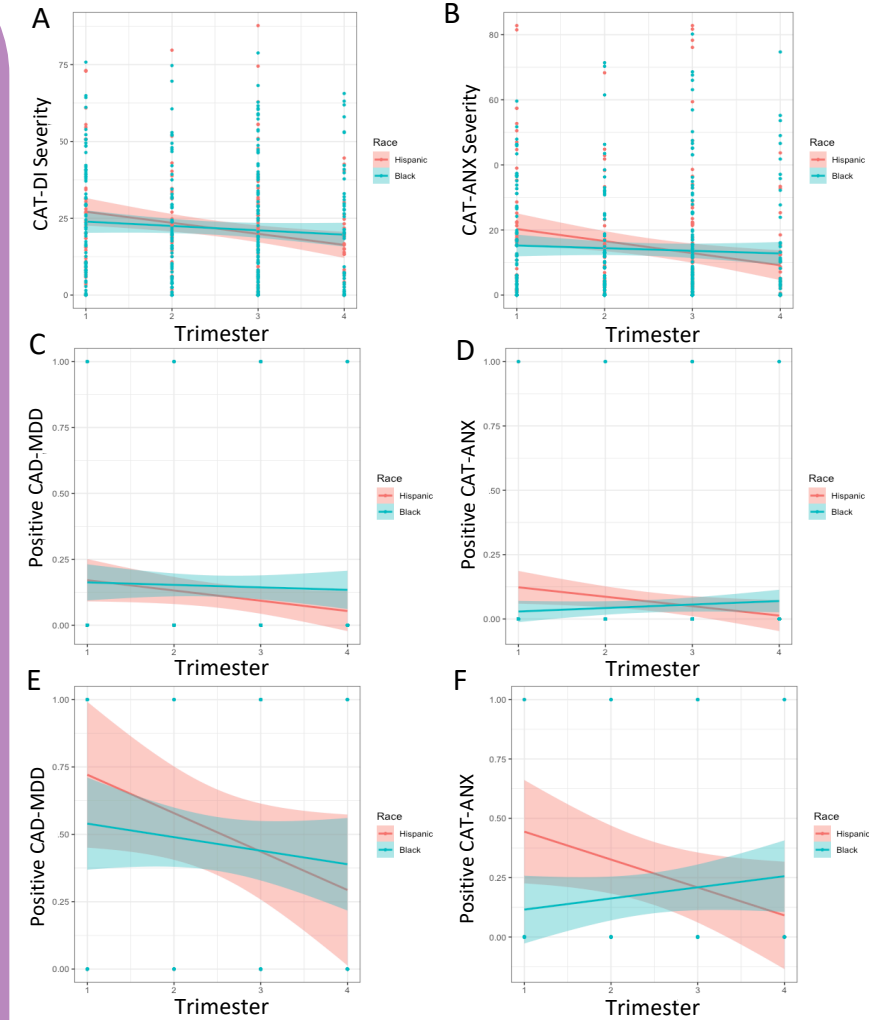 A
CAT-DI Severity
75
50
25
0
1 2 3 4
Trimester
Race
Hispanic
Black
B
CAT-ANX Severity
80
60
0
20
0
1 2 3 4
Trimester
Race
Hispanic
Black
C
Positive CAD-MDD
1.00
0.75
0.50
0.25
0.00
1 2 3 4
Trimester
Race
Hispanic
Black
D
Positive CAT-ANX
1.00
0.75
0.50
0.25
0.00
1 2 3 4
Trimester
Race
Hispanic
Black
E
Positive CAD-MDD
1.00
0.75
.50
0.25
0.00
1 2 3 4
Trimester
Race
Hispanic
Black
F
Positive CAT-ANX
1.00
0.75
0.50
0.25
0.00
1 2 3 4
Trimester
Race
Hispanic
Black